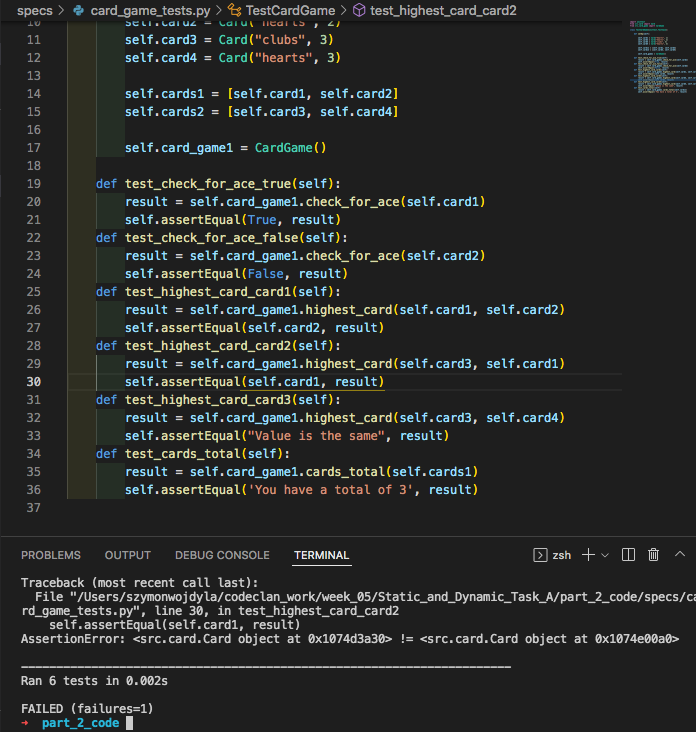 specs > card_game_tests.py > TestCardGame > test_highest_card_card2
10 self.card2 = Card("hearts", 2)
11 self.card3 = Card("clubs", 3)
12 self.card4 = Card("hearts", 3)
13
14 self.cards1 = [self.card1, self.card2]
15 self.cards2 = [self.card3, self.card4]
16
17 self.card_game1 = CardGame()
18
19 def test_check_for_ace_true(self):
20 result = self.card_game1.check_for_ace(self.card1)
21 self.assertEqual(True, result)
22 def test_check_for_ace_false(self):
23 result = self.card_game1.check_for_ace(self.card2)
24 self.assertEqual(False, result)
25 def test_highest_card_card1(self):
26 result = self.card_game1.highest_card(self.card1, self.card2)
27 self.assertEqual(self.card2, result)
28 def test_highest_card_card2(self):
29 result = self.card_game1.highest_card(self.card3, self.card1)
30 self.assertEqual(self.card1, result)
31 def test_highest_card_card3(self):
32 result = self.card_game1.highest_card(self.card3, self.card4)
33 self.assertEqual("Value is the same", result)
34 def test_cards_total(self):
35 result = self.card_game1.cards_total(self.cards1)
36 self.assertEqual('You have a total of 3', result)
37
PROBLEMS OUTPUT DEBUG CONSOLE TERMINAL zsh
Traceback (most recent call last):
File "/Users/szymonwojdyla/codeclan_work/week_05/Static_and_Dynamic_Task_A/part_2_code/specs/ca
rd_game_tests.py", line 30, in test_highest_card_card2
self.assertEqual(self.card1, result)
AssertionError: <src.card.Card object at 0x1074d3a30> != <src.card.Card object at 0x1074e00a0>
----------------------------------------------------------------------
Ran 6 tests in 0.002s
FAILED (failures=1)
→ part_2_code